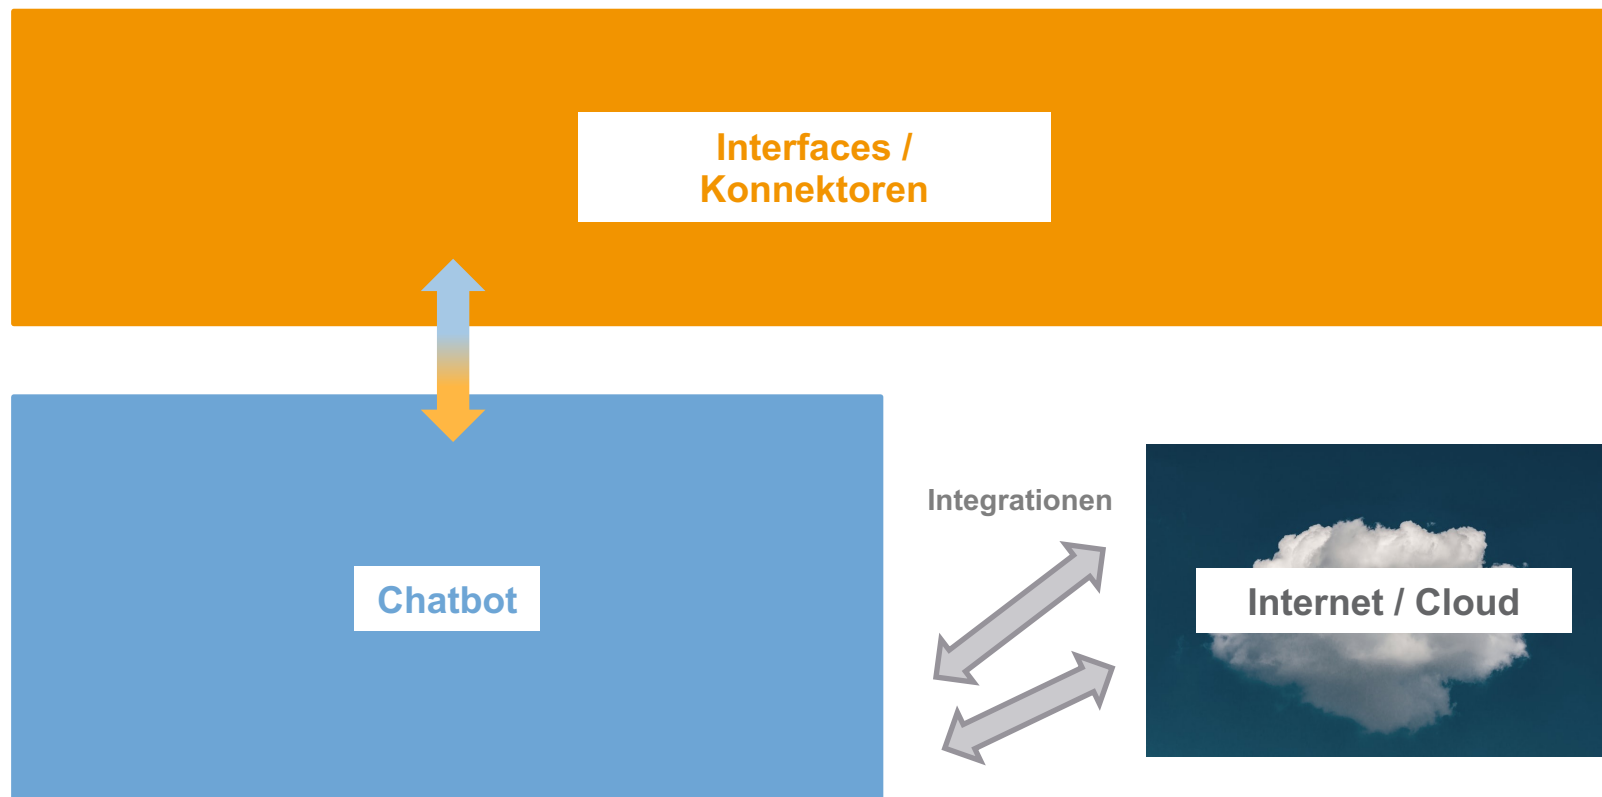 Interfaces /
Konnektoren
Integrationen
Chatbot
Internet / Cloud